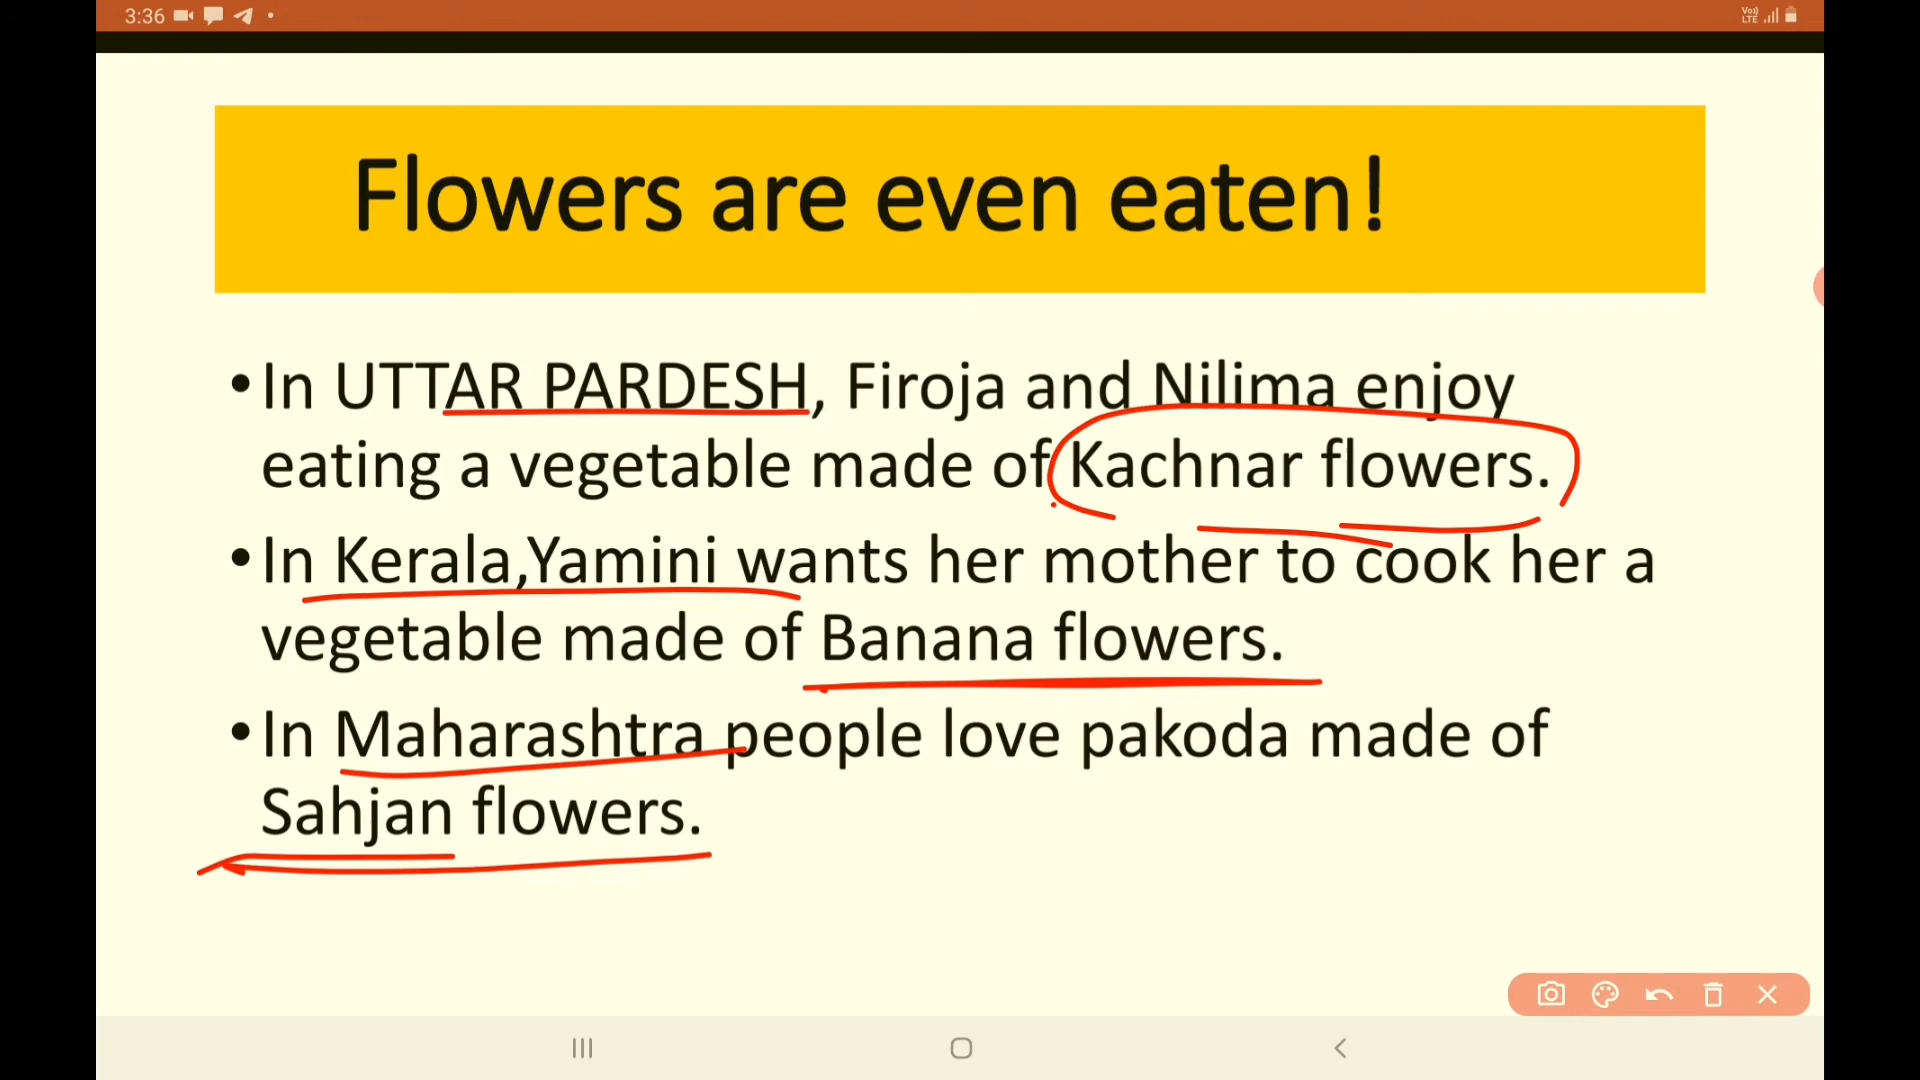 3:36
Vo) LTE
Flowers are even eaten!
•In UTTAR PARDESH, Firoja and Nilima enjoy
eating a vegetable made of Kachnar flowers.
•In Kerala,Yamini wants her mother to cook her a
vegetable made of Banana flowers.
•In Maharashtra people love pakoda made of
Sahjan flowers.